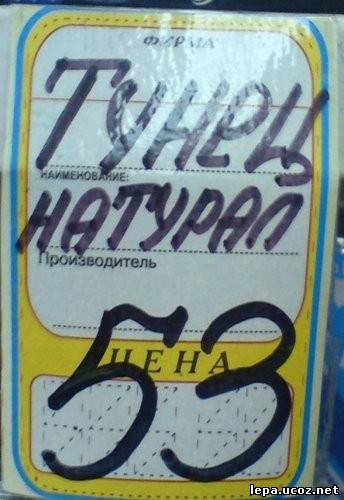 ФИРМА
ТУНЕЦ
НАИМЕНОВАНИЕ:
НАТУРАЛ
Производитель
ЦЕНА
53
lepa.ucoz.net